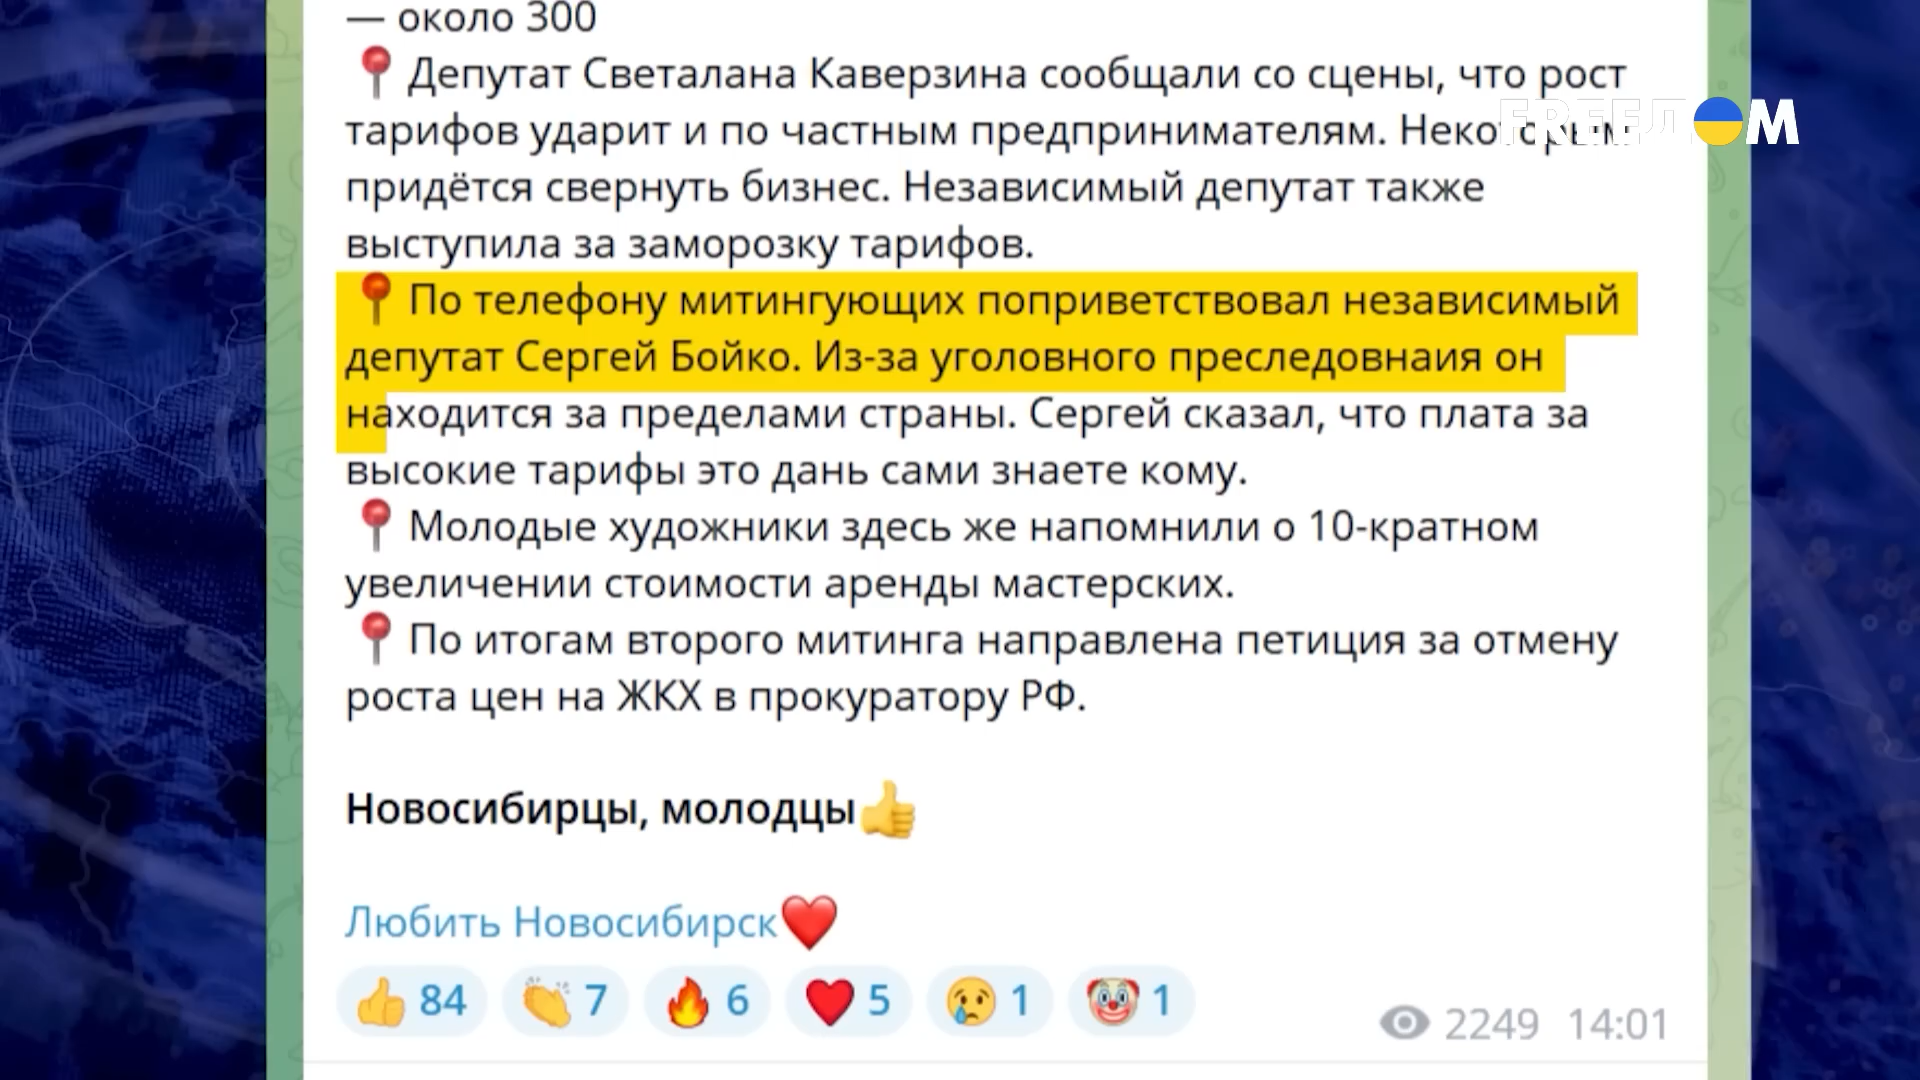 — около 300
📍 Депутат Светалана Каверзина сообщали со сцены, что рост
тарифов ударит и по частным предпринимателям. Некоторым
придётся свернуть бизнес. Независимый депутат также
выступила за заморозку тарифов.
📍 По телефону митингующих поприветствовал независимый
депутат Сергей Бойко. Из-за уголовного преследовнаия он
находится за пределами страны. Сергей сказал, что плата за
высокие тарифы это дань сами знаете кому.
📍 Молодые художники здесь же напомнили о 10-кратном
увеличении стоимости аренды мастерских.
📍 По итогам второго митинга направлена петиция за отмену
роста цен на ЖКХ в прокуратору РФ.
Новосибирцы, молодцы👍
Любить Новосибирск❤️
👍 84 👏 7 🔥 6 ❤️ 5 😢 1 🤡 1
2249 14:01
FREEДOM